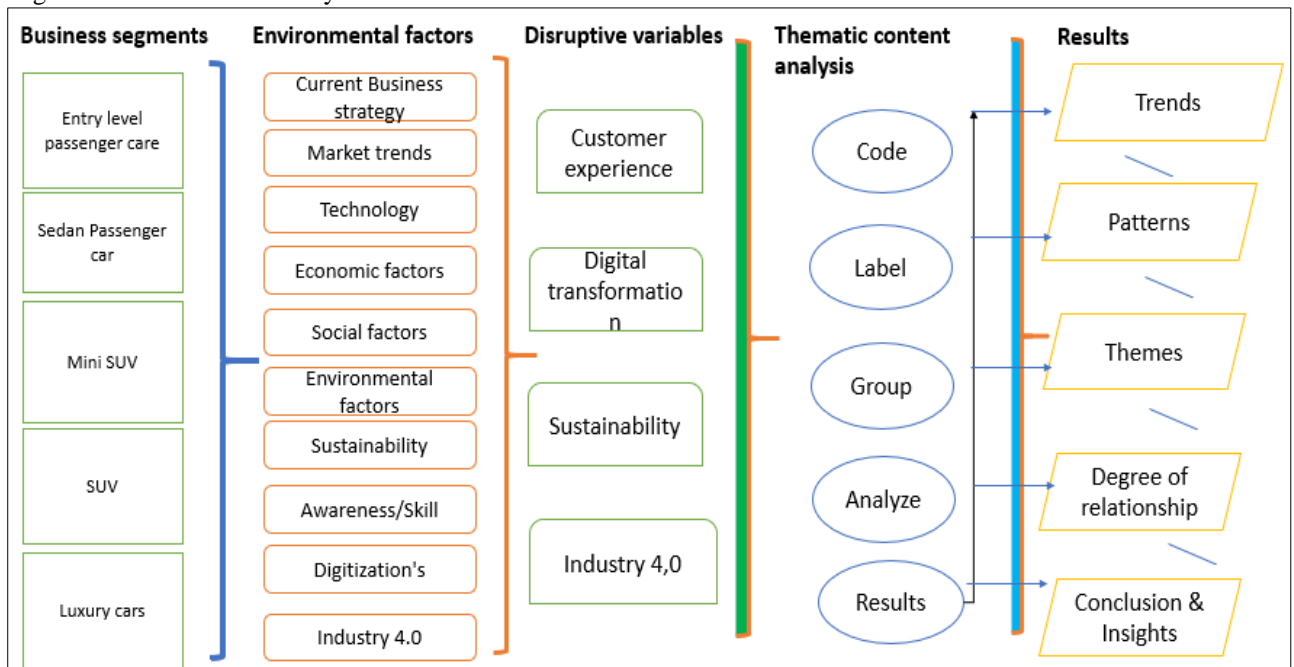 Business segments
Entry level
passenger care
Sedan Passenger
car
Mini SUV
SUV
Luxury cars
Environmental factors
Current Business
strategy
Market trends
Technology
Economic factors
Social factors
Environmental
factors
Sustainability
Awareness/Skill
Digitization's
Industry 4.0
Disruptive variables
Customer
experience
Digital
transformatio
n
Sustainability
Industry 4,0
Thematic content
analysis
Code
Label
Group
Analyze
Results
Results
Trends
Patterns
Themes
Degree of
relationship
Conclusion &
Insights